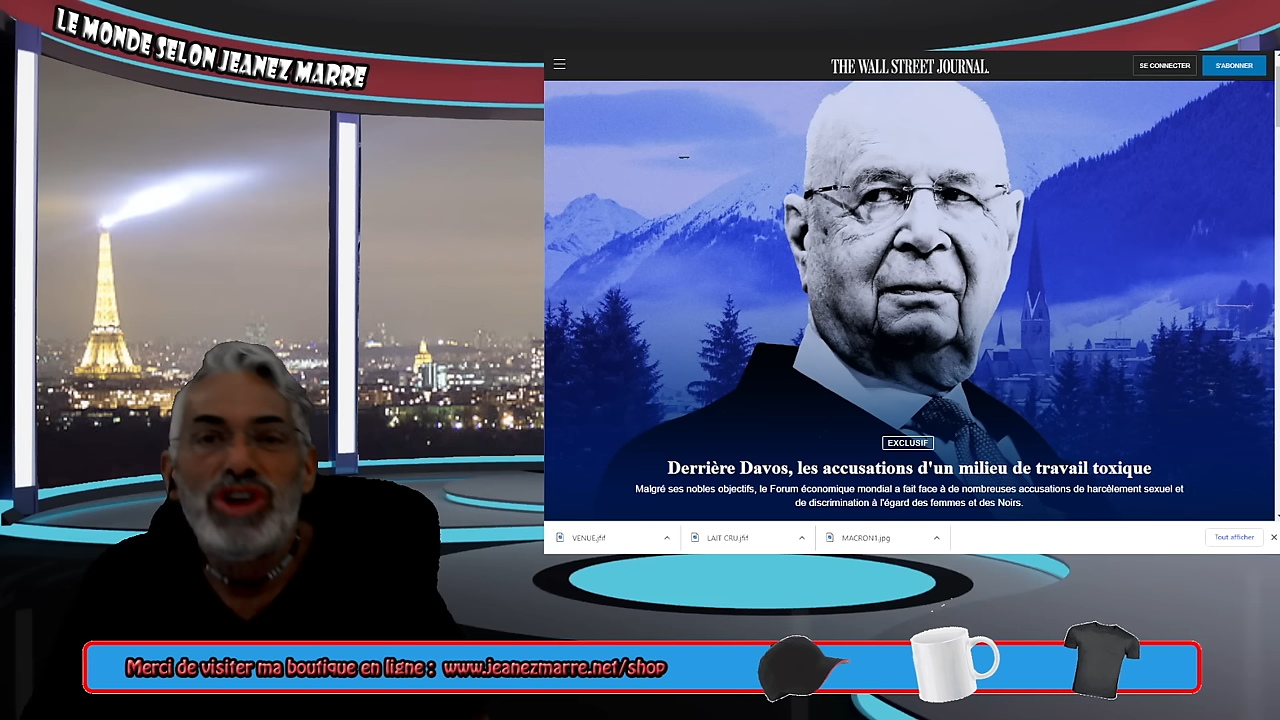 LE MONDE SELON JEANEZ MARRE
THE WALL STREET JOURNAL.
SE CONNECTER
S'ABONNER
EXCLUSIF
Derrière Davos, les accusations d'un milieu de travail toxique
Malgré ses nobles objectifs, le Forum économique mondial a fait face à de nombreuses accusations de harcèlement sexuel et
de discrimination à l'égard des femmes et des Noirs.
VENUE.jfif
LAIT CRU.jfif
MACRON1.jpg
Tout afficher
Merci de visiter ma boutique en ligne : www.jeanezmarre.net/shop